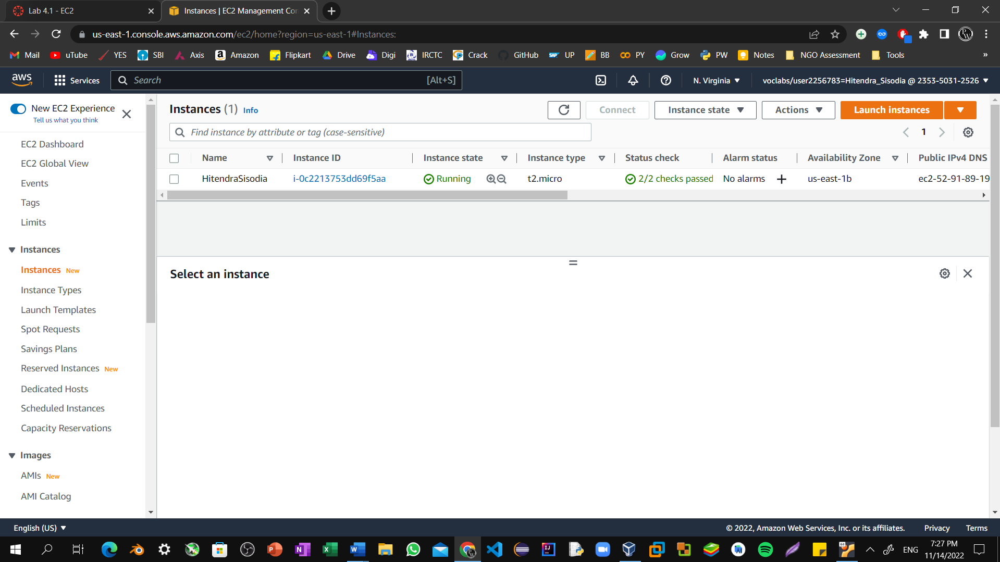 Lab 4.1 - EC2
Instances | EC2 Management Con
us-east-1.console.aws.amazon.com/ec2/home?region=us-east-1#Instances:
Mail uTube YES SBI Axis Amazon Flipkart Drive Digi IRCTC Crack GitHub UP BB PY Grow PW Notes NGO Assessment Tools »
aws Services Search [Alt+S] N. Virginia voclabs/user2256783=Hitendra_Sisodia @ 2353-5031-2526
New EC2 Experience
Tell us what you think
EC2 Dashboard
EC2 Global View
Events
Tags
Limits
Instances
Instances New
Instance Types
Launch Templates
Spot Requests
Savings Plans
Reserved Instances New
Dedicated Hosts
Scheduled Instances
Capacity Reservations
Images
AMIs New
AMI Catalog
Instances (1) Info
Connect Instance state Actions Launch instances
Find instance by attribute or tag (case-sensitive)
1
Name Instance ID Instance state Instance type Status check Alarm status Availability Zone Public IPv4 DNS
HitendraSisodia i-0c2213753dd69f5aa Running t2.micro 2/2 checks passed No alarms us-east-1b ec2-52-91-89-19
Select an instance
English (US) © 2022, Amazon Web Services, Inc. or its affiliates. Privacy Terms
ENG
7:27 PM
11/14/2022